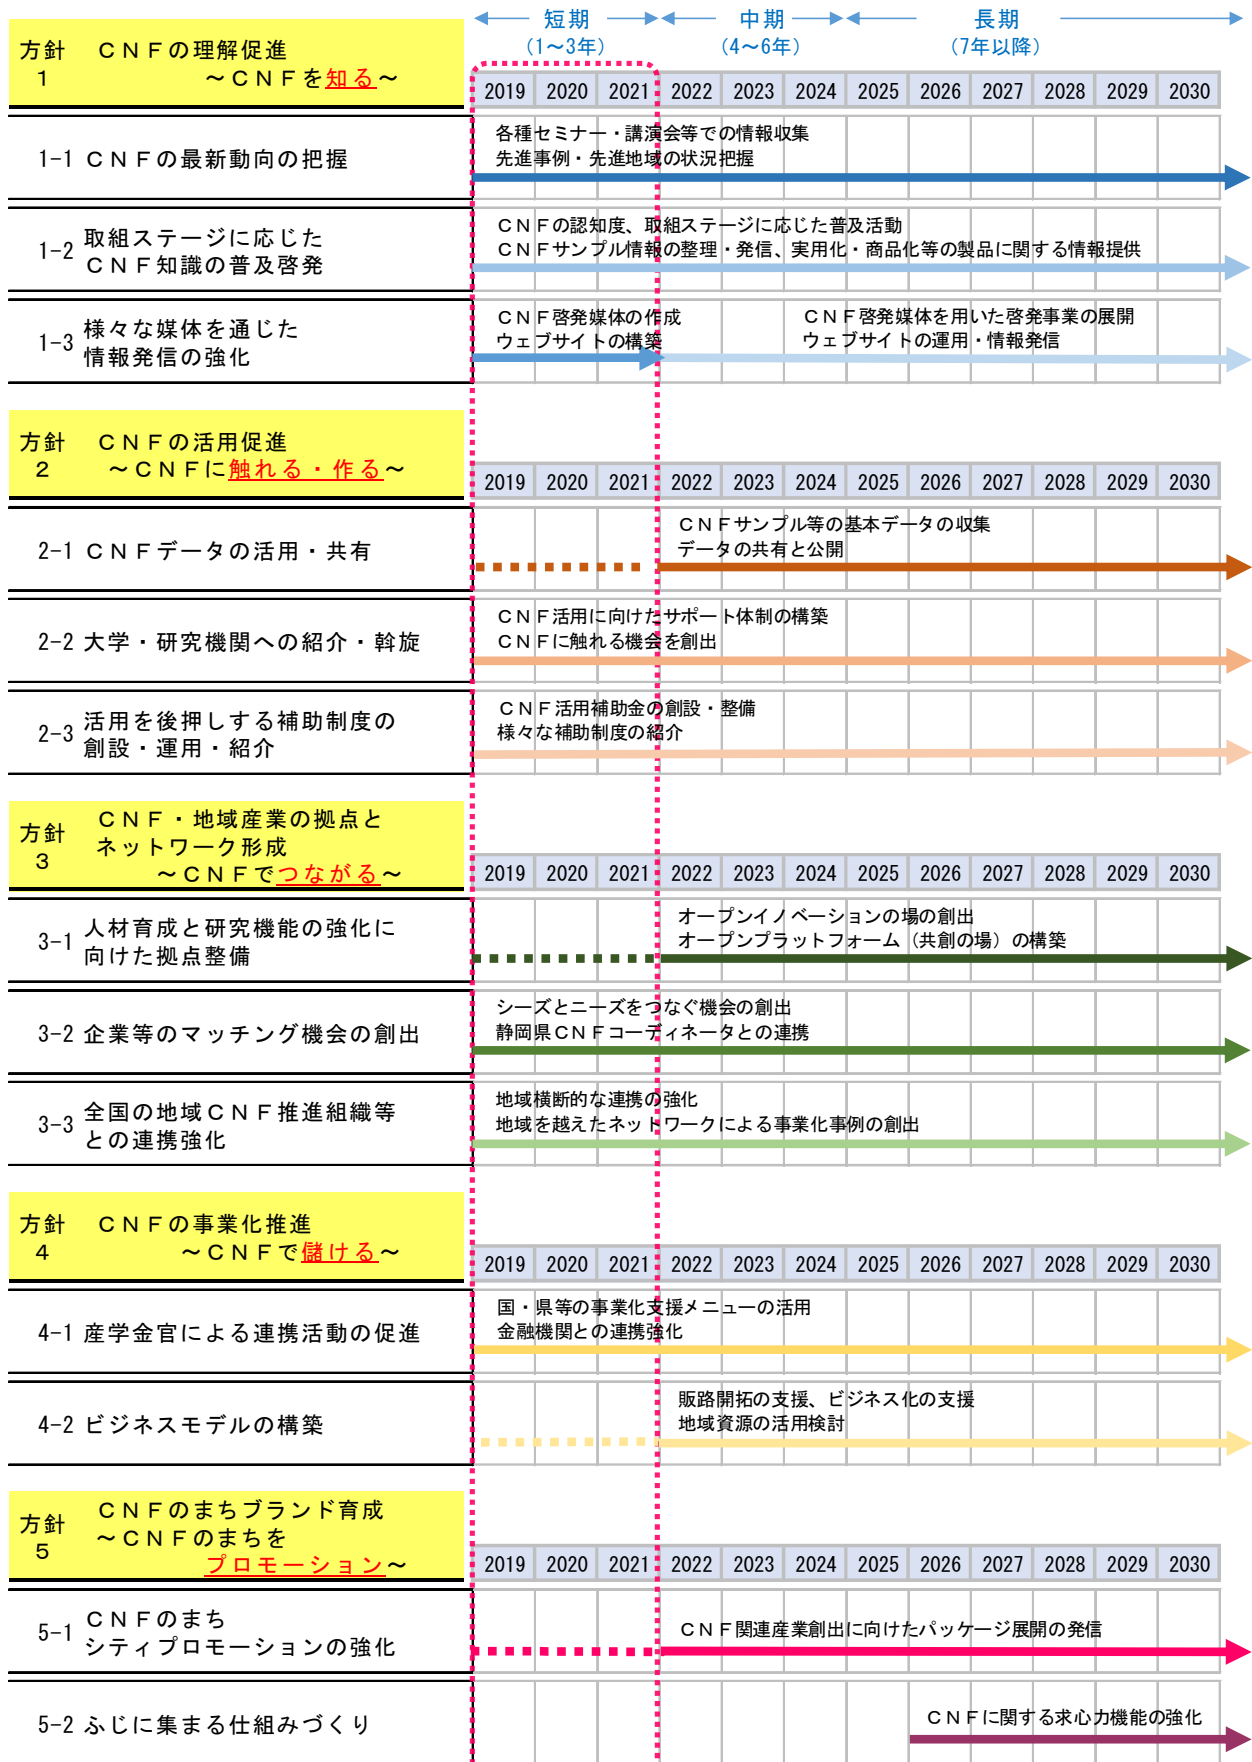 短期 中期 長期
（1～3年） （4～6年） （7年以降）
方針 ＣＮＦの理解促進
1 ～ＣＮＦを知る～
2019 2020 2021 2022 2023 2024 2025 2026 2027 2028 2029 2030
1-1 ＣＮＦの最新動向の把握
各種セミナー・講演会等での情報収集
先進事例・先進地域の状況把握
1-2 取組ステージに応じた
ＣＮＦ知識の普及啓発
ＣＮＦの認知度、取組ステージに応じた普及活動
ＣＮＦサンプル情報の整理・発信、実用化・商品化等の製品に関する情報提供
1-3 様々な媒体を通じた
情報発信の強化
ＣＮＦ啓発媒体の作成
ウェブサイトの構築
ＣＮＦ啓発媒体を用いた啓発事業の展開
ウェブサイトの運用・情報発信
方針 ＣＮＦの活用促進
2 ～ＣＮＦに触れる・作る～
2019 2020 2021 2022 2023 2024 2025 2026 2027 2028 2029 2030
2-1 ＣＮＦデータの活用・共有
ＣＮＦサンプル等の基本データの収集
データの共有と公開
2-2 大学・研究機関への紹介・斡旋
ＣＮＦ活用に向けたサポート体制の構築
ＣＮＦに触れる機会を創出
2-3 活用を後押しする補助制度の
創設・運用・紹介
ＣＮＦ活用補助金の創設・整備
様々な補助制度の紹介
方針 ＣＮＦ・地域産業の拠点と
3 ネットワーク形成
～ＣＮＦでつながる～
2019 2020 2021 2022 2023 2024 2025 2026 2027 2028 2029 2030
3-1 人材育成と研究機能の強化に
向けた拠点整備
オープンイノベーションの場の創出
オープンプラットフォーム（共創の場）の構築
3-2 企業等のマッチング機会の創出
シーズとニーズをつなぐ機会の創出
静岡県ＣＮＦコーディネータとの連携
3-3 全国の地域ＣＮＦ推進組織等
との連携強化
地域横断的な連携の強化
地域を越えたネットワークによる事業化事例の創出
方針 ＣＮＦの事業化推進
4 ～ＣＮＦで儲ける～
2019 2020 2021 2022 2023 2024 2025 2026 2027 2028 2029 2030
4-1 産学金官による連携活動の促進
国・県等の事業化支援メニューの活用
金融機関との連携強化
4-2 ビジネスモデルの構築
販路開拓の支援、ビジネス化の支援
地域資源の活用検討
方針 ＣＮＦのまちブランド育成
5 ～ＣＮＦのまちを
プロモーション～
2019 2020 2021 2022 2023 2024 2025 2026 2027 2028 2029 2030
5-1 ＣＮＦのまち
シティプロモーションの強化
ＣＮＦ関連産業創出に向けたパッケージ展開の発信
5-2 ふじに集まる仕組みづくり
ＣＮＦに関する求心力機能の強化